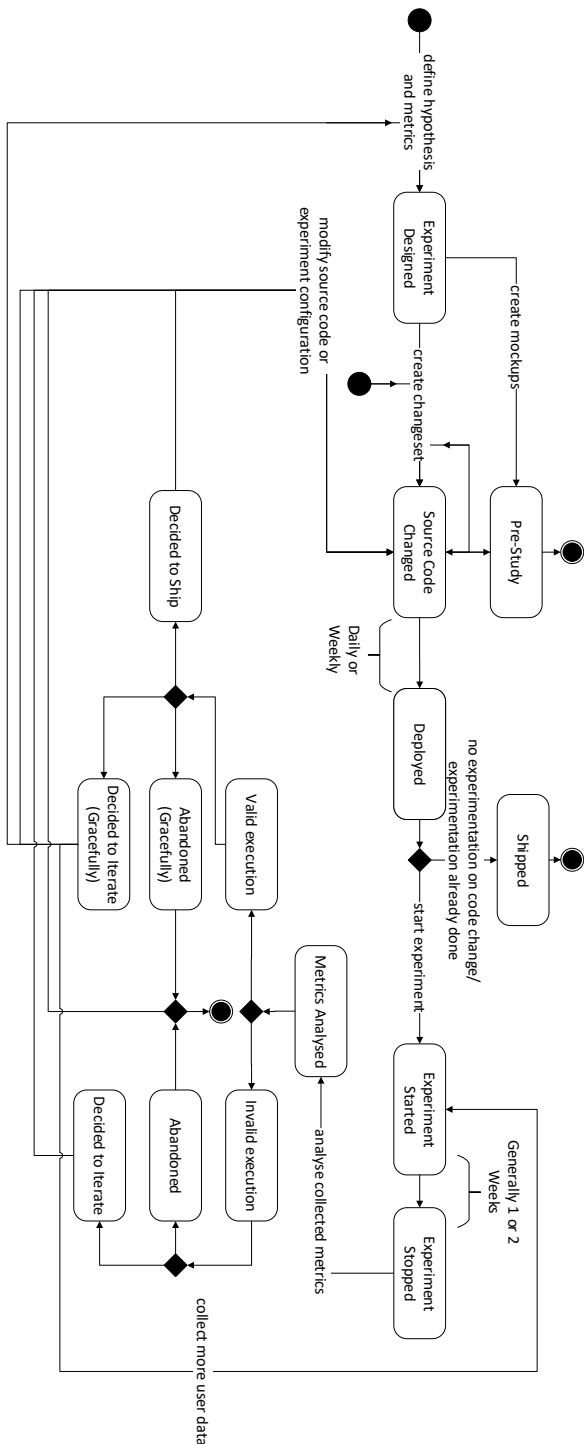 define hypothesis
and metrics
Experiment
Designed
create mockups
Pre-Study
create changeset
Source Code
Changed
modify source code or
experiment configuration
Daily or
Weekly
Deployed
no experimentation on code change/
experimentation already done
Shipped
start experiment
Experiment
Started
Generally 1 or 2
Weeks
Experiment
Stopped
analyse collected metrics
Metrics Analysed
Valid execution
Invalid execution
Decided to Ship
Abandoned
(Gracefully)
Decided to Iterate
(Gracefully)
Abandoned
Decided to Iterate
collect more user data